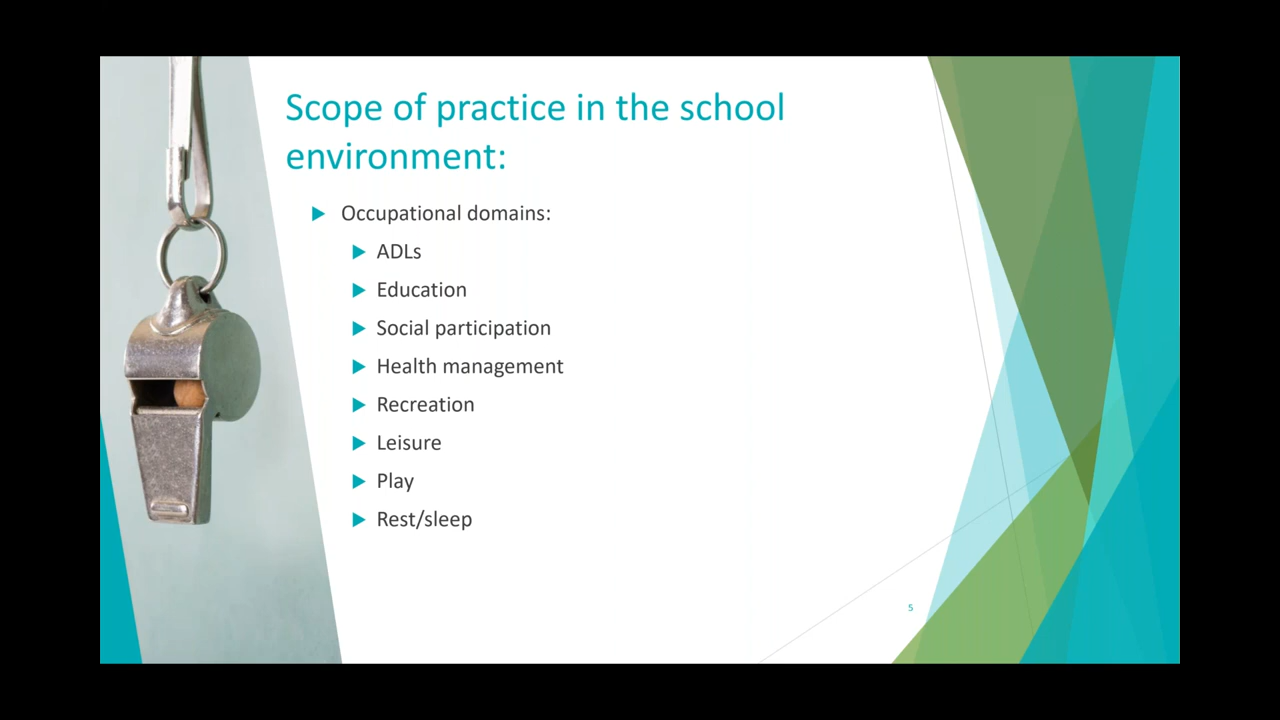 Scope of practice in the school
environment:
Occupational domains:
ADLs
Education
Social participation
Health management
Recreation
Leisure
Play
Rest/sleep
5